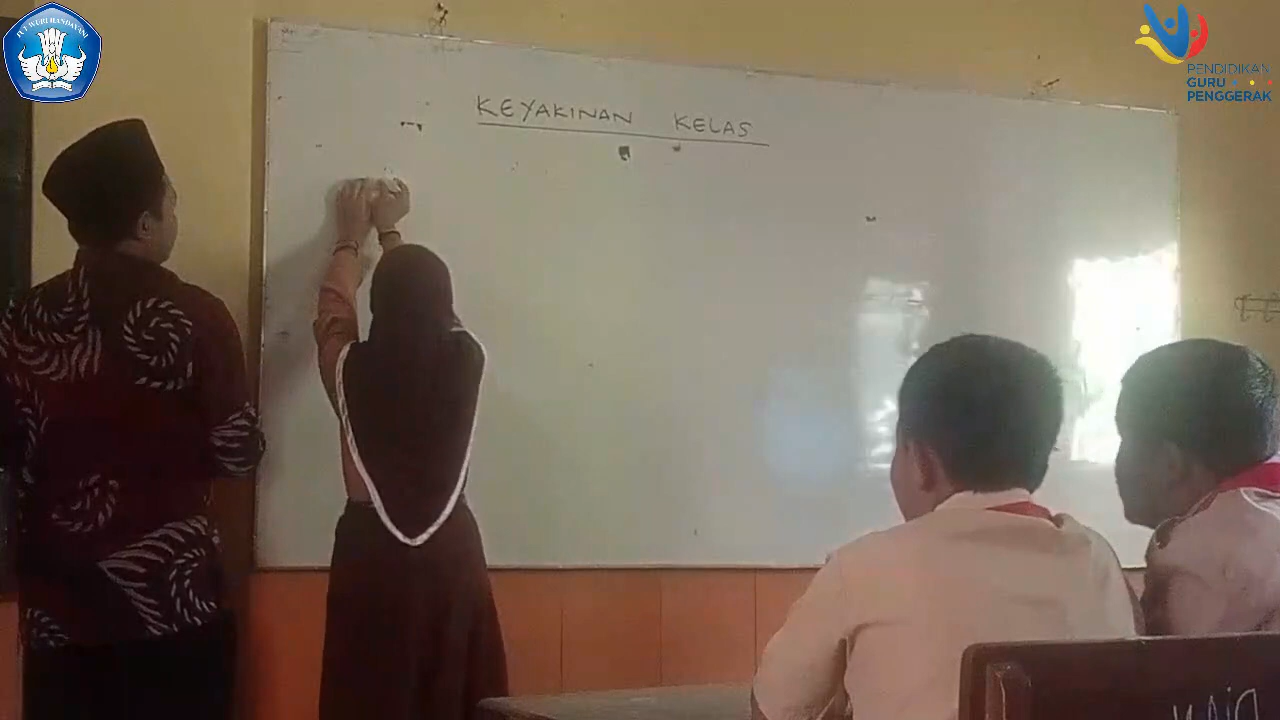 TUT WURI HANDAYANI
PENDIDIKAN
GURU
PENGGERAK
KEYAKINAN KELAS